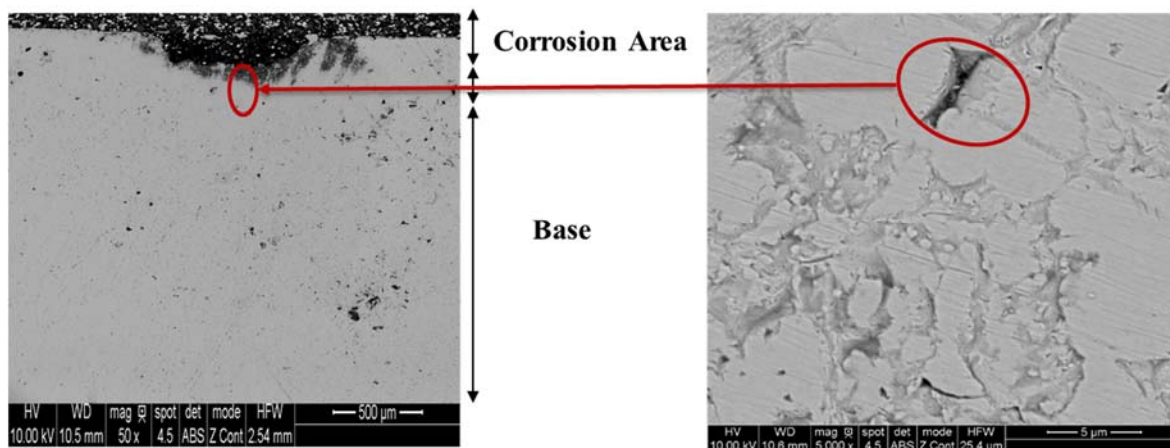 Corrosion Area
Base
HV WD mag spot det mode HFW 500 µm
10.00 kV 10.5 mm 50 x 4.5 ABS Z Cont 2.54 mm
HV WD mag spot det mode HFW 5 µm
10.00 kV 10.6 mm 5,000 x 4.5 ABS Z Cont 25.4 µm